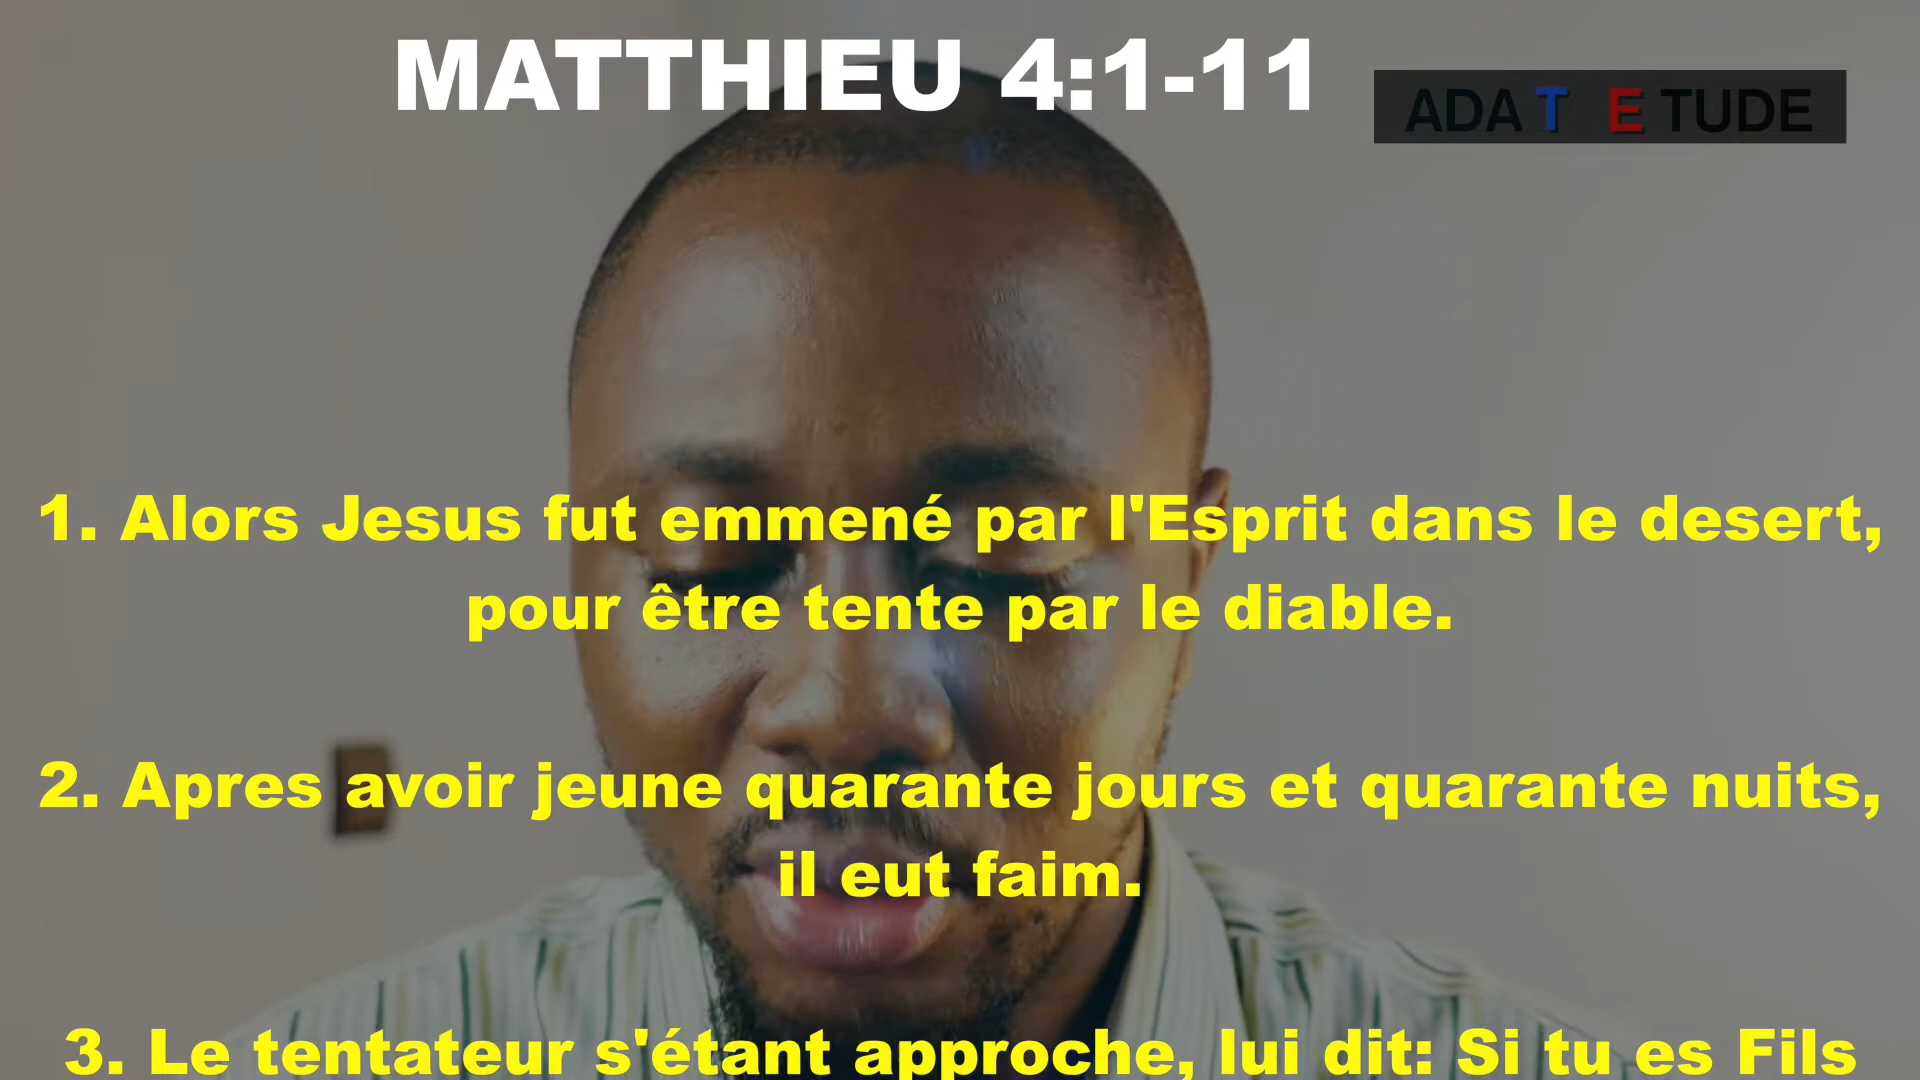 MATTHIEU 4:1-11
ADAT ETUDE
1. Alors Jesus fut emmené par l'Esprit dans le desert,
pour être tente par le diable.
2. Apres avoir jeune quarante jours et quarante nuits,
il eut faim.
3. Le tentateur s'étant approche, lui dit: Si tu es Fils